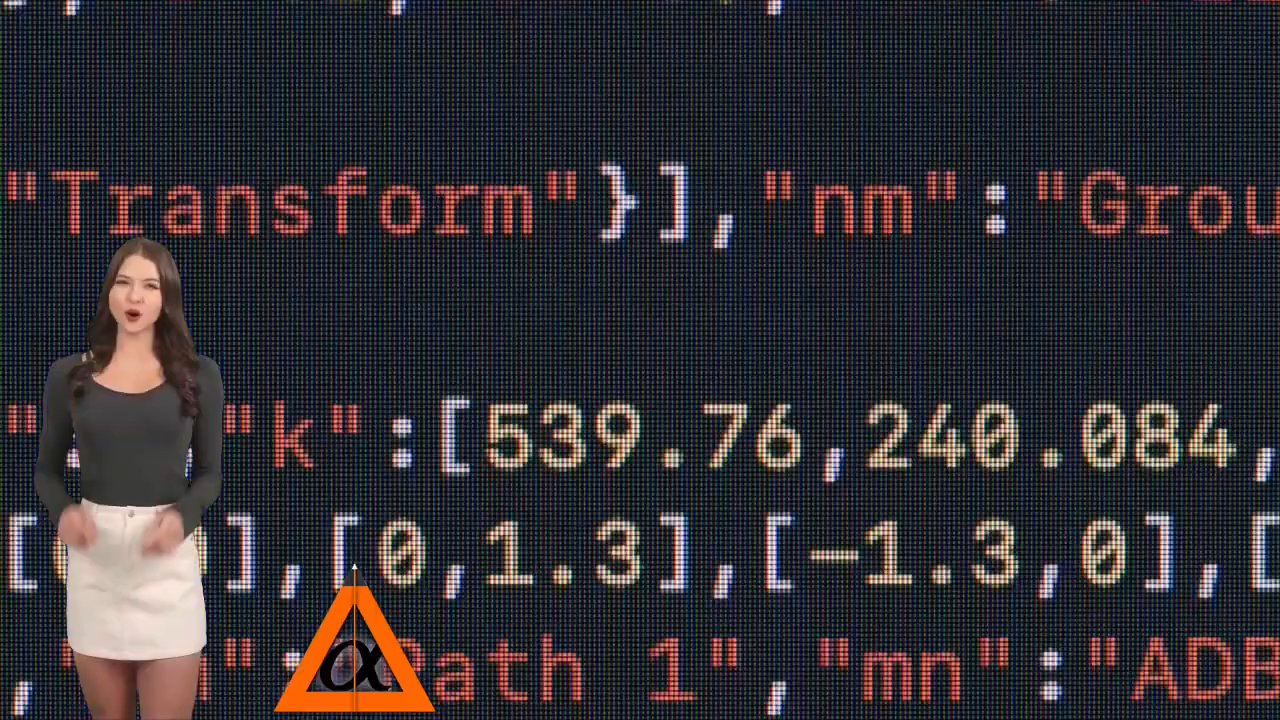 "Transform"}],"nm":"Grou
"k":[539.76,240.084,
],[0,1.3],[-1.3,0],[
α
Path 1", "mn":"ADB